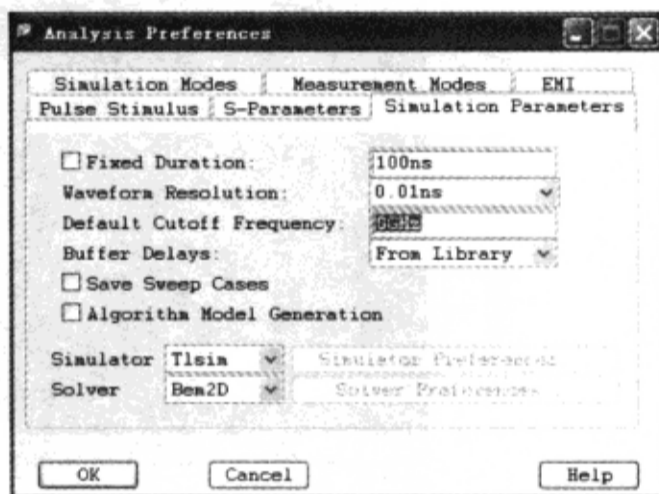 Analysis Preferences
Simulation Modes Measurement Modes EMI
Pulse Stimulus S-Parameters Simulation Parameters
Fixed Duration: 100ns
Waveform Resolution: 0.01ns
Default Cutoff Frequency:
Buffer Delays: From Library
Save Sweep Cases
Algorithm Model Generation
Simulator Tlsim Simulator Preferences
Solver Bem2D Solver Preferences
OK Cancel Help